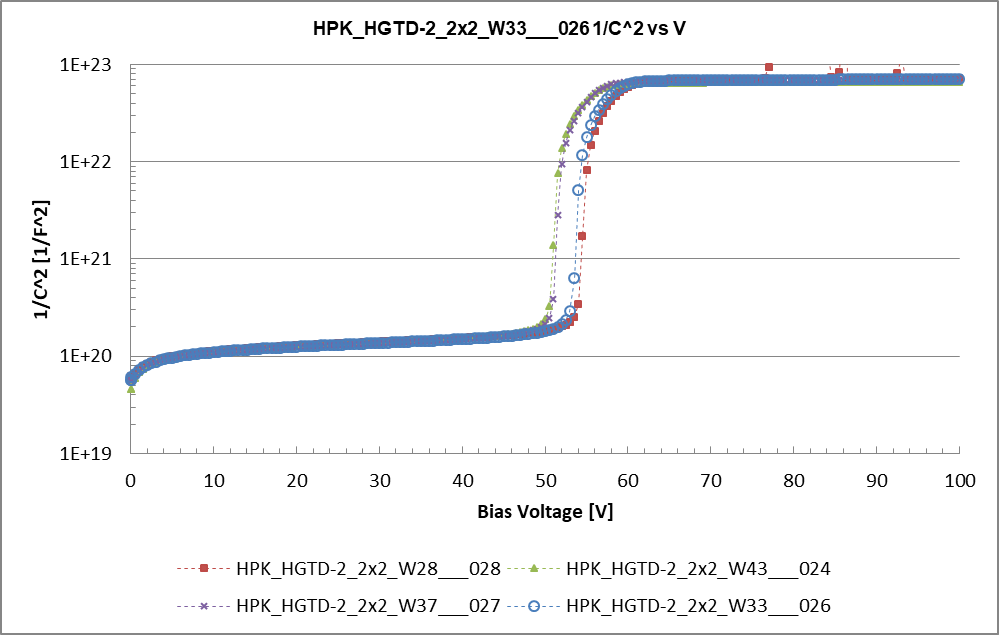 HPK_HGTD-2_2x2_W33___026 1/C^2 vs V
1E+23
1E+22
1E+21
1E+20
1E+19
1/C^2 [1/F^2]
0 10 20 30 40 50 60 70 80 90 100
Bias Voltage [V]
HPK_HGTD-2_2x2_W28___028 HPK_HGTD-2_2x2_W43___024
HPK_HGTD-2_2x2_W37___027 HPK_HGTD-2_2x2_W33___026